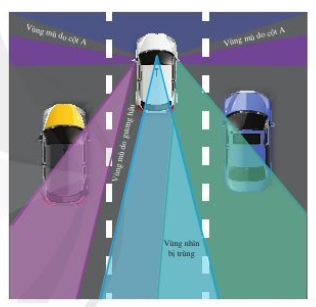 Vùng mù do cột A
Vùng mù do cột A
Vùng mù do gương hậu
Vùng nhìn
bị trùng